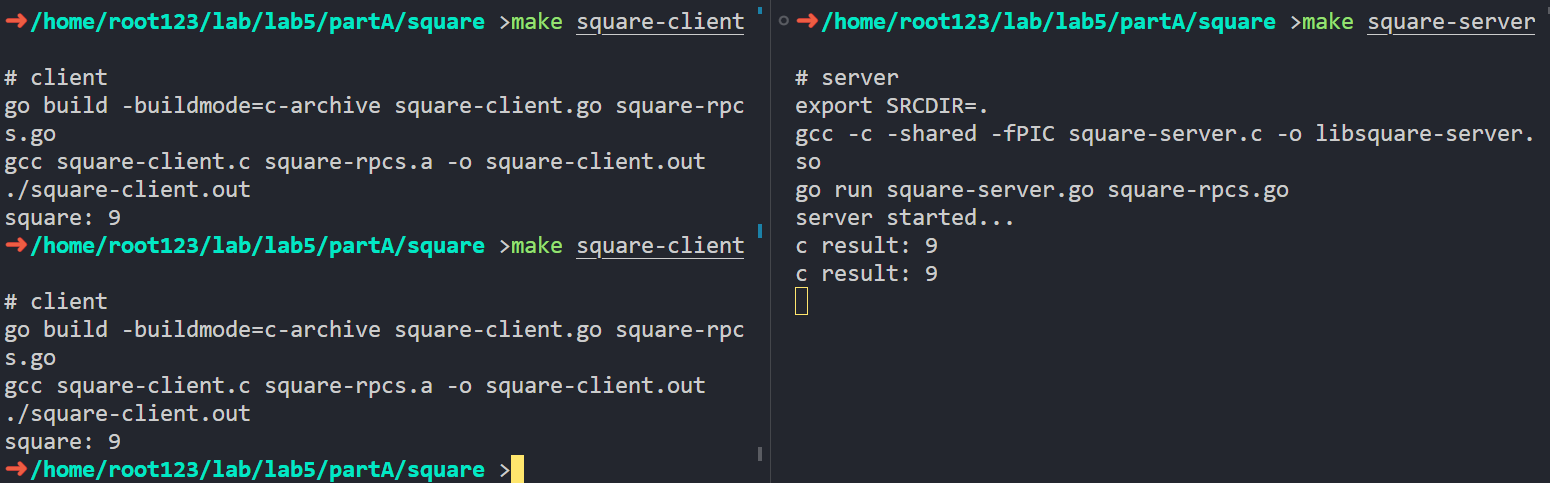 ➜/home/root123/lab/lab5/partA/square >make square-client
# client
go build -buildmode=c-archive square-client.go square-rpc
s.go
gcc square-client.c square-rpcs.a -o square-client.out
./square-client.out
square: 9
➜/home/root123/lab/lab5/partA/square >make square-client
# client
go build -buildmode=c-archive square-client.go square-rpc
s.go
gcc square-client.c square-rpcs.a -o square-client.out
./square-client.out
square: 9
➜/home/root123/lab/lab5/partA/square >
➜/home/root123/lab/lab5/partA/square >make square-server
# server
export SRCDIR=.
gcc -c -shared -fPIC square-server.c -o libsquare-server.
so
go run square-server.go square-rpcs.go
server started...
c result: 9
c result: 9